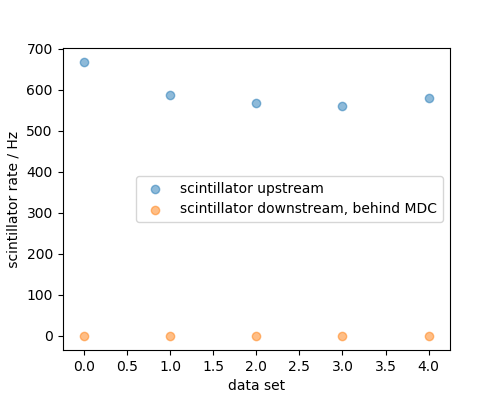 700
600
500
400
300
200
100
0
scintillator rate / Hz
scintillator upstream
scintillator downstream, behind MDC
0.0 0.5 1.0 1.5 2.0 2.5 3.0 3.5 4.0
data set